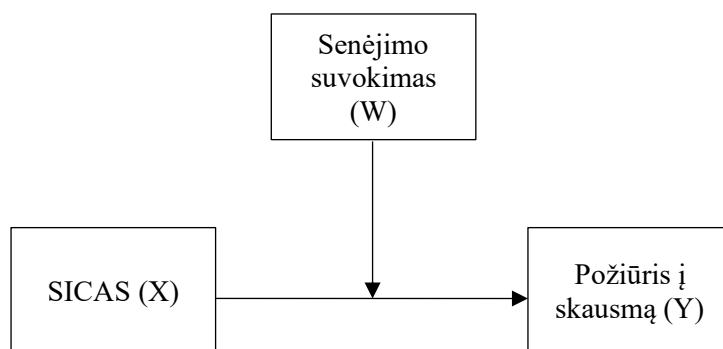 Senėjimo
suvokimas
(W)
SICAS (X)
Požiūris į
skausmą (Y)